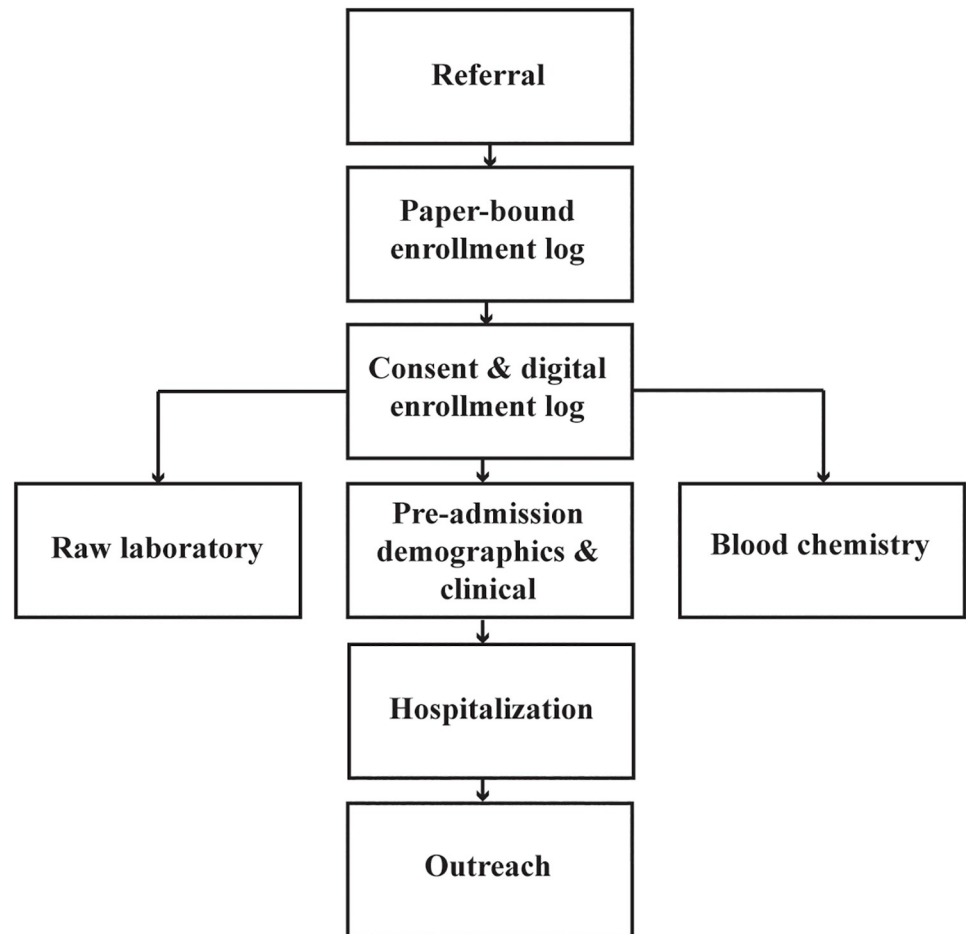 Referral
Paper-bound
enrollment log
Consent & digital
enrollment log
Raw laboratory
Pre-admission
demographics &
clinical
Blood chemistry
Hospitalization
Outreach